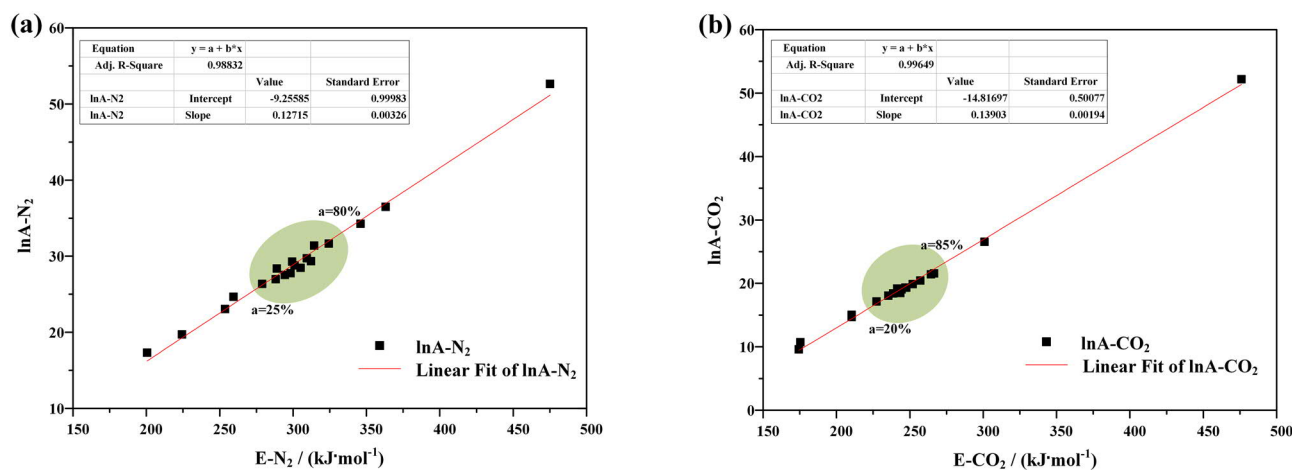 (a)
60
50
40
30
20
10
lnA-N₂
Equation y = a + b*x
Adj. R-Square 0.98832
Value Standard Error
lnA-N2 Intercept -9.25585 0.99983
lnA-N2 Slope 0.12715 0.00326
a=80%
a=25%
lnA-N₂
Linear Fit of lnA-N₂
150 200 250 300 350 400 450 500
E-N₂ / (kJ·mol⁻¹)
(b)
60
50
40
30
20
10
0
lnA-CO₂
Equation y = a + b*x
Adj. R-Square 0.99649
Value Standard Error
lnA-CO2 Intercept -14.81697 0.50077
lnA-CO2 Slope 0.13903 0.00194
a=85%
a=20%
lnA-CO₂
Linear Fit of lnA-CO₂
150 200 250 300 350 400 450 500
E-CO₂ / (kJ·mol⁻¹)